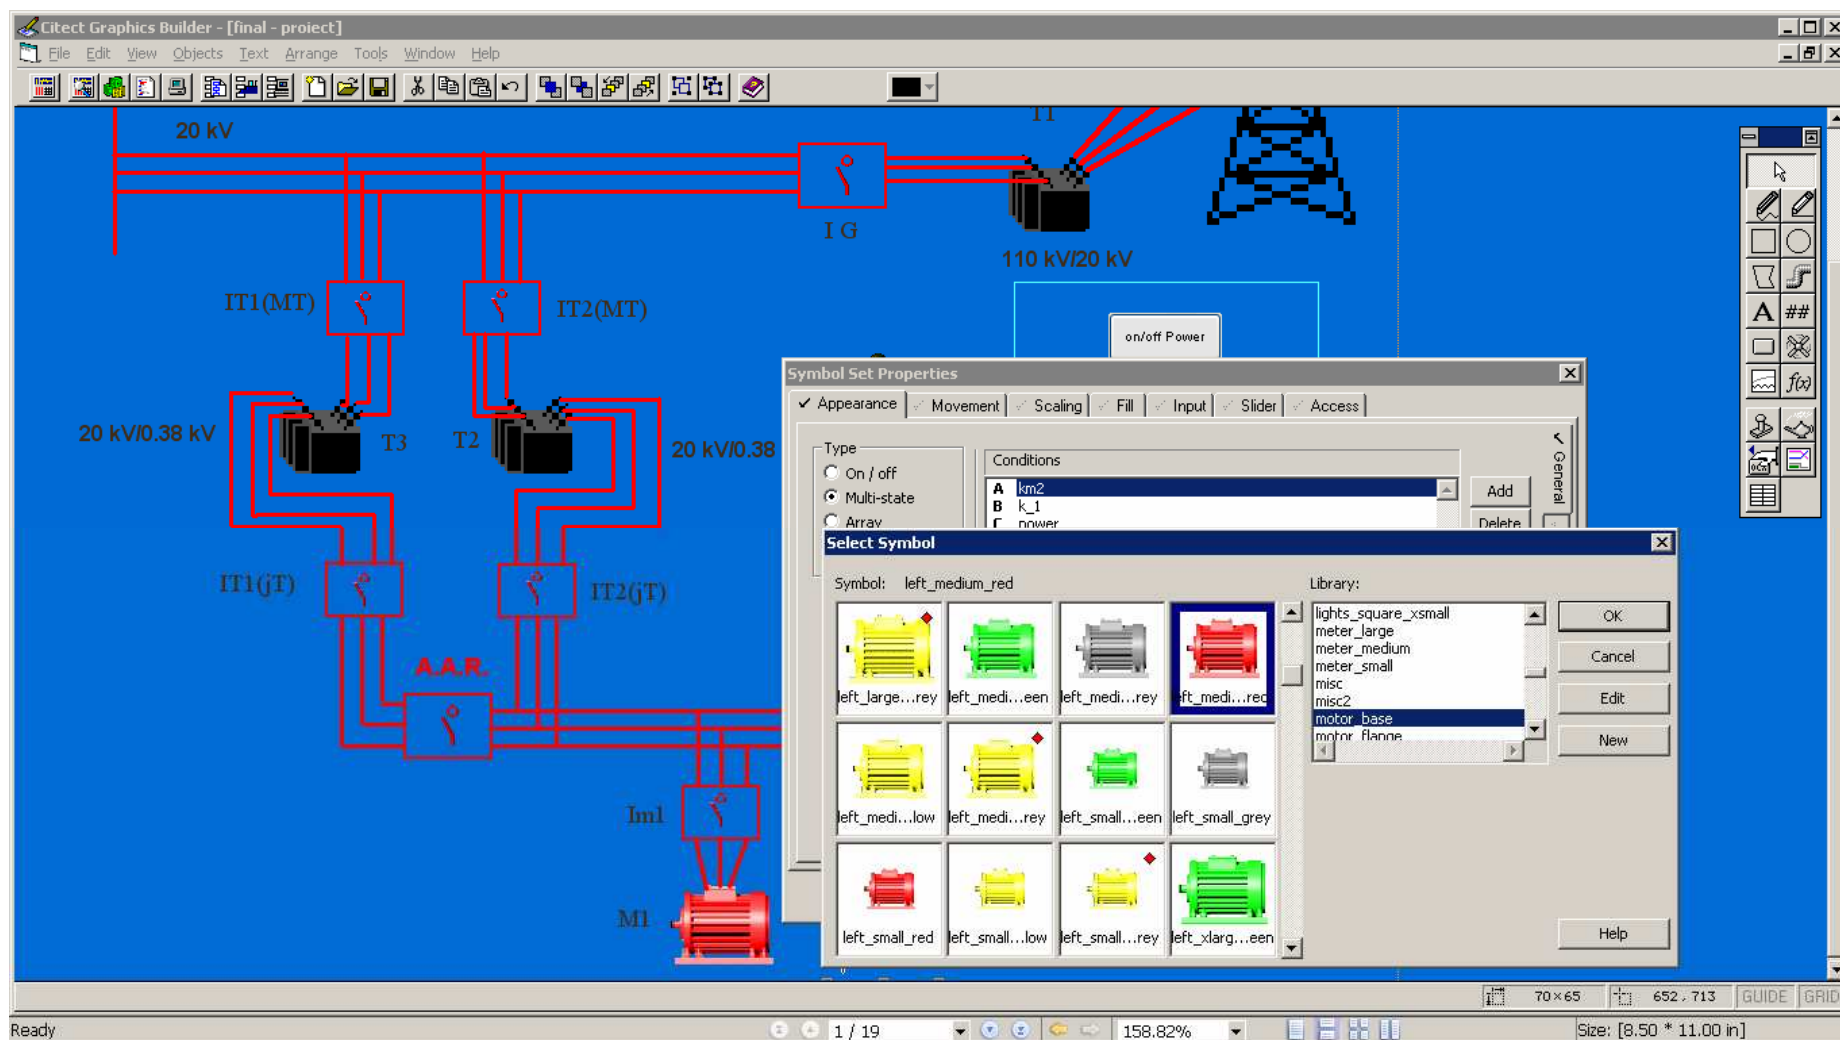 Citect Graphics Builder - [final - project]
File Edit View Objects Text Arrange Tools Window Help
20 kV
T1
I G
110 kV/20 kV
IT1(MT)
IT2(MT)
on/off Power
Symbol Set Properties
Appearance Movement Scaling Fill Input Slider Access
20 kV/0.38 kV
T3
T2
20 kV/0.38
Type
On / off
Multi-state
Array
Conditions
A km2
B k_1
C power
Add
Delete
General
Select Symbol
Symbol: left_medium_red
Library:
left_large...rey left_medi...een left_medi...rey ft_medi...red
left_medi...low left_medi...rey left_small...een left_small_grey
left_small_red left_small...low left_small...rey left_xlarg...een
lights_square_xsmall
meter_large
meter_medium
meter_small
misc
misc2
motor_base
motor_flange
OK
Cancel
Edit
New
Help
IT1(jT)
IT2(jT)
A.A.R.
Im1
M1
A ##
f(x)
70×65 652, 713 GUIDE GRID
Ready 1 / 19 158.82% Size: [8.50 * 11.00 in]